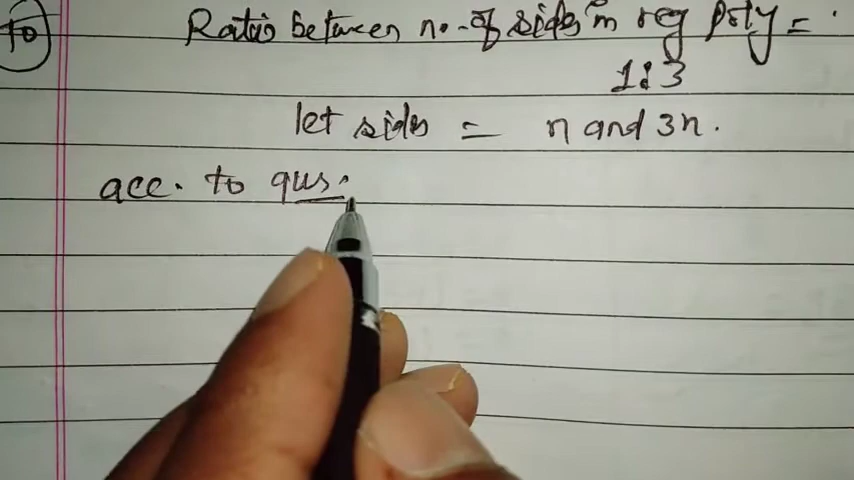 10 Ratio between no. of sides in reg poly =
1:3
let sides = n and 3n.
acc. to qus.